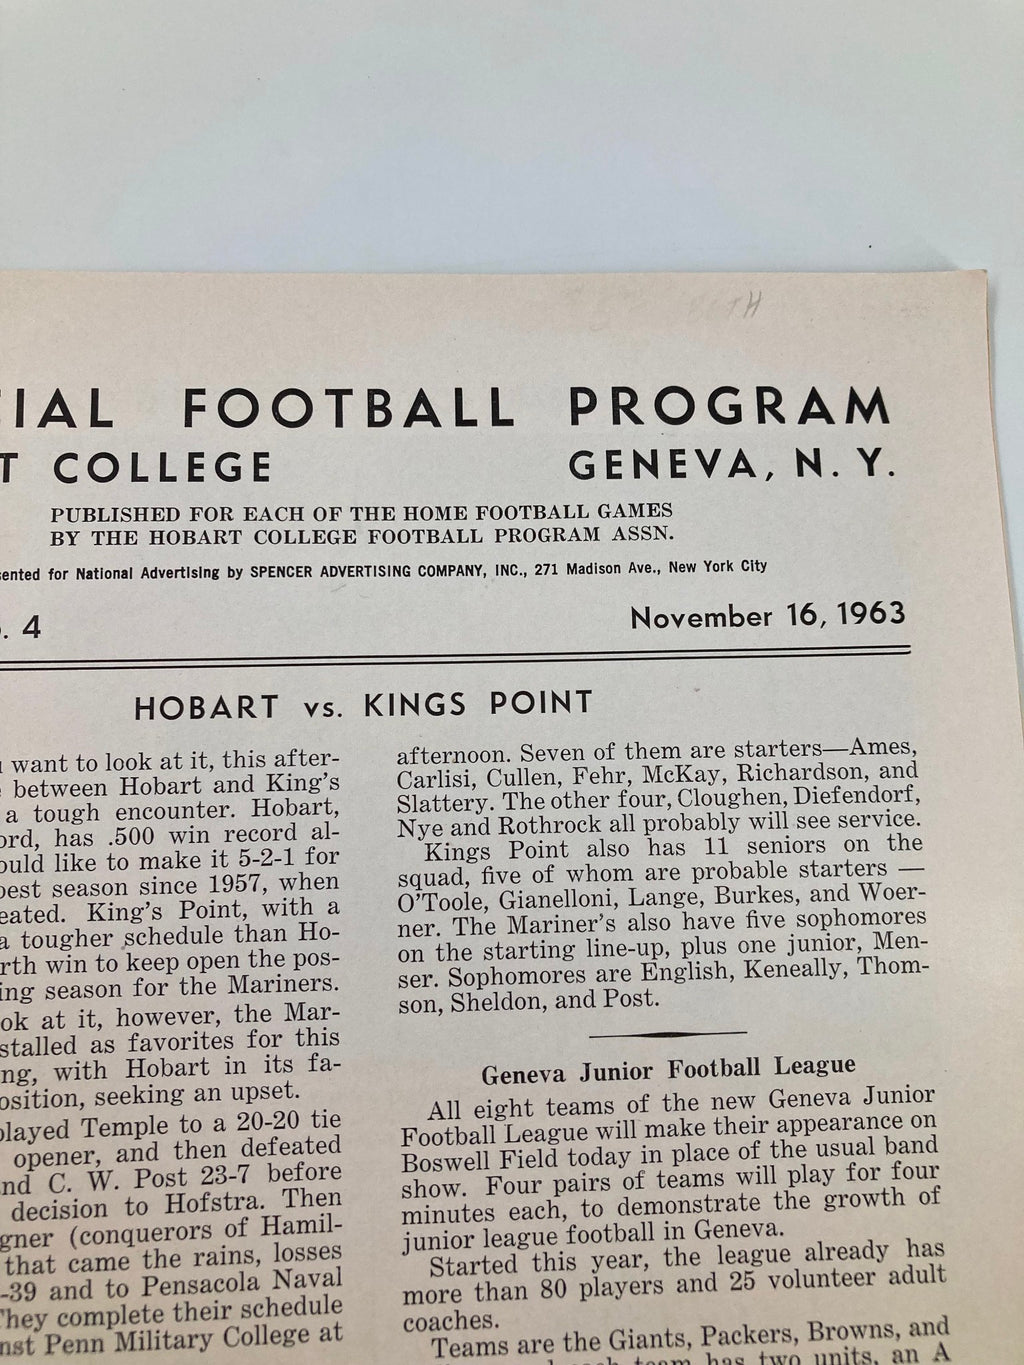 IAL FOOTBALL PROGRAM
T COLLEGE GENEVA, N. Y.
PUBLISHED FOR EACH OF THE HOME FOOTBALL GAMES
BY THE HOBART COLLEGE FOOTBALL PROGRAM ASSN.
ented for National Advertising by SPENCER ADVERTISING COMPANY, INC., 271 Madison Ave., New York City
. 4 November 16, 1963
HOBART vs. KINGS POINT
want to look at it, this after-
between Hobart and King's
a tough encounter. Hobart,
ord, has .500 win record al-
ould like to make it 5-2-1 for
best season since 1957, when
eated. King's Point, with a
a tougher schedule than Ho-
rth win to keep open the pos-
ing season for the Mariners.
ok at it, however, the Mar-
stalled as favorites for this
ng, with Hobart in its fa-
osition, seeking an upset.
played Temple to a 20-20 tie
opener, and then defeated
nd C. W. Post 23-7 before
decision to Hofstra. Then
gner (conquerors of Hamil-
that came the rains, losses
-39 and to Pensacola Naval
They complete their schedule
nst Penn Military College at
afternoon. Seven of them are starters—Ames,
Carlisi, Cullen, Fehr, McKay, Richardson, and
Slattery. The other four, Cloughen, Diefendorf,
Nye and Rothrock all probably will see service.
Kings Point also has 11 seniors on the
squad, five of whom are probable starters —
O'Toole, Gianelloni, Lange, Burkes, and Woer-
ner. The Mariner's also have five sophomores
on the starting line-up, plus one junior, Men-
ser. Sophomores are English, Keneally, Thom-
son, Sheldon, and Post.
Geneva Junior Football League
All eight teams of the new Geneva Junior
Football League will make their appearance on
Boswell Field today in place of the usual band
show. Four pairs of teams will play for four
minutes each, to demonstrate the growth of
junior league football in Geneva.
Started this year, the league already has
more than 80 players and 25 volunteer adult
coaches.
Teams are the Giants, Packers, Browns, and
each team has two units, an A